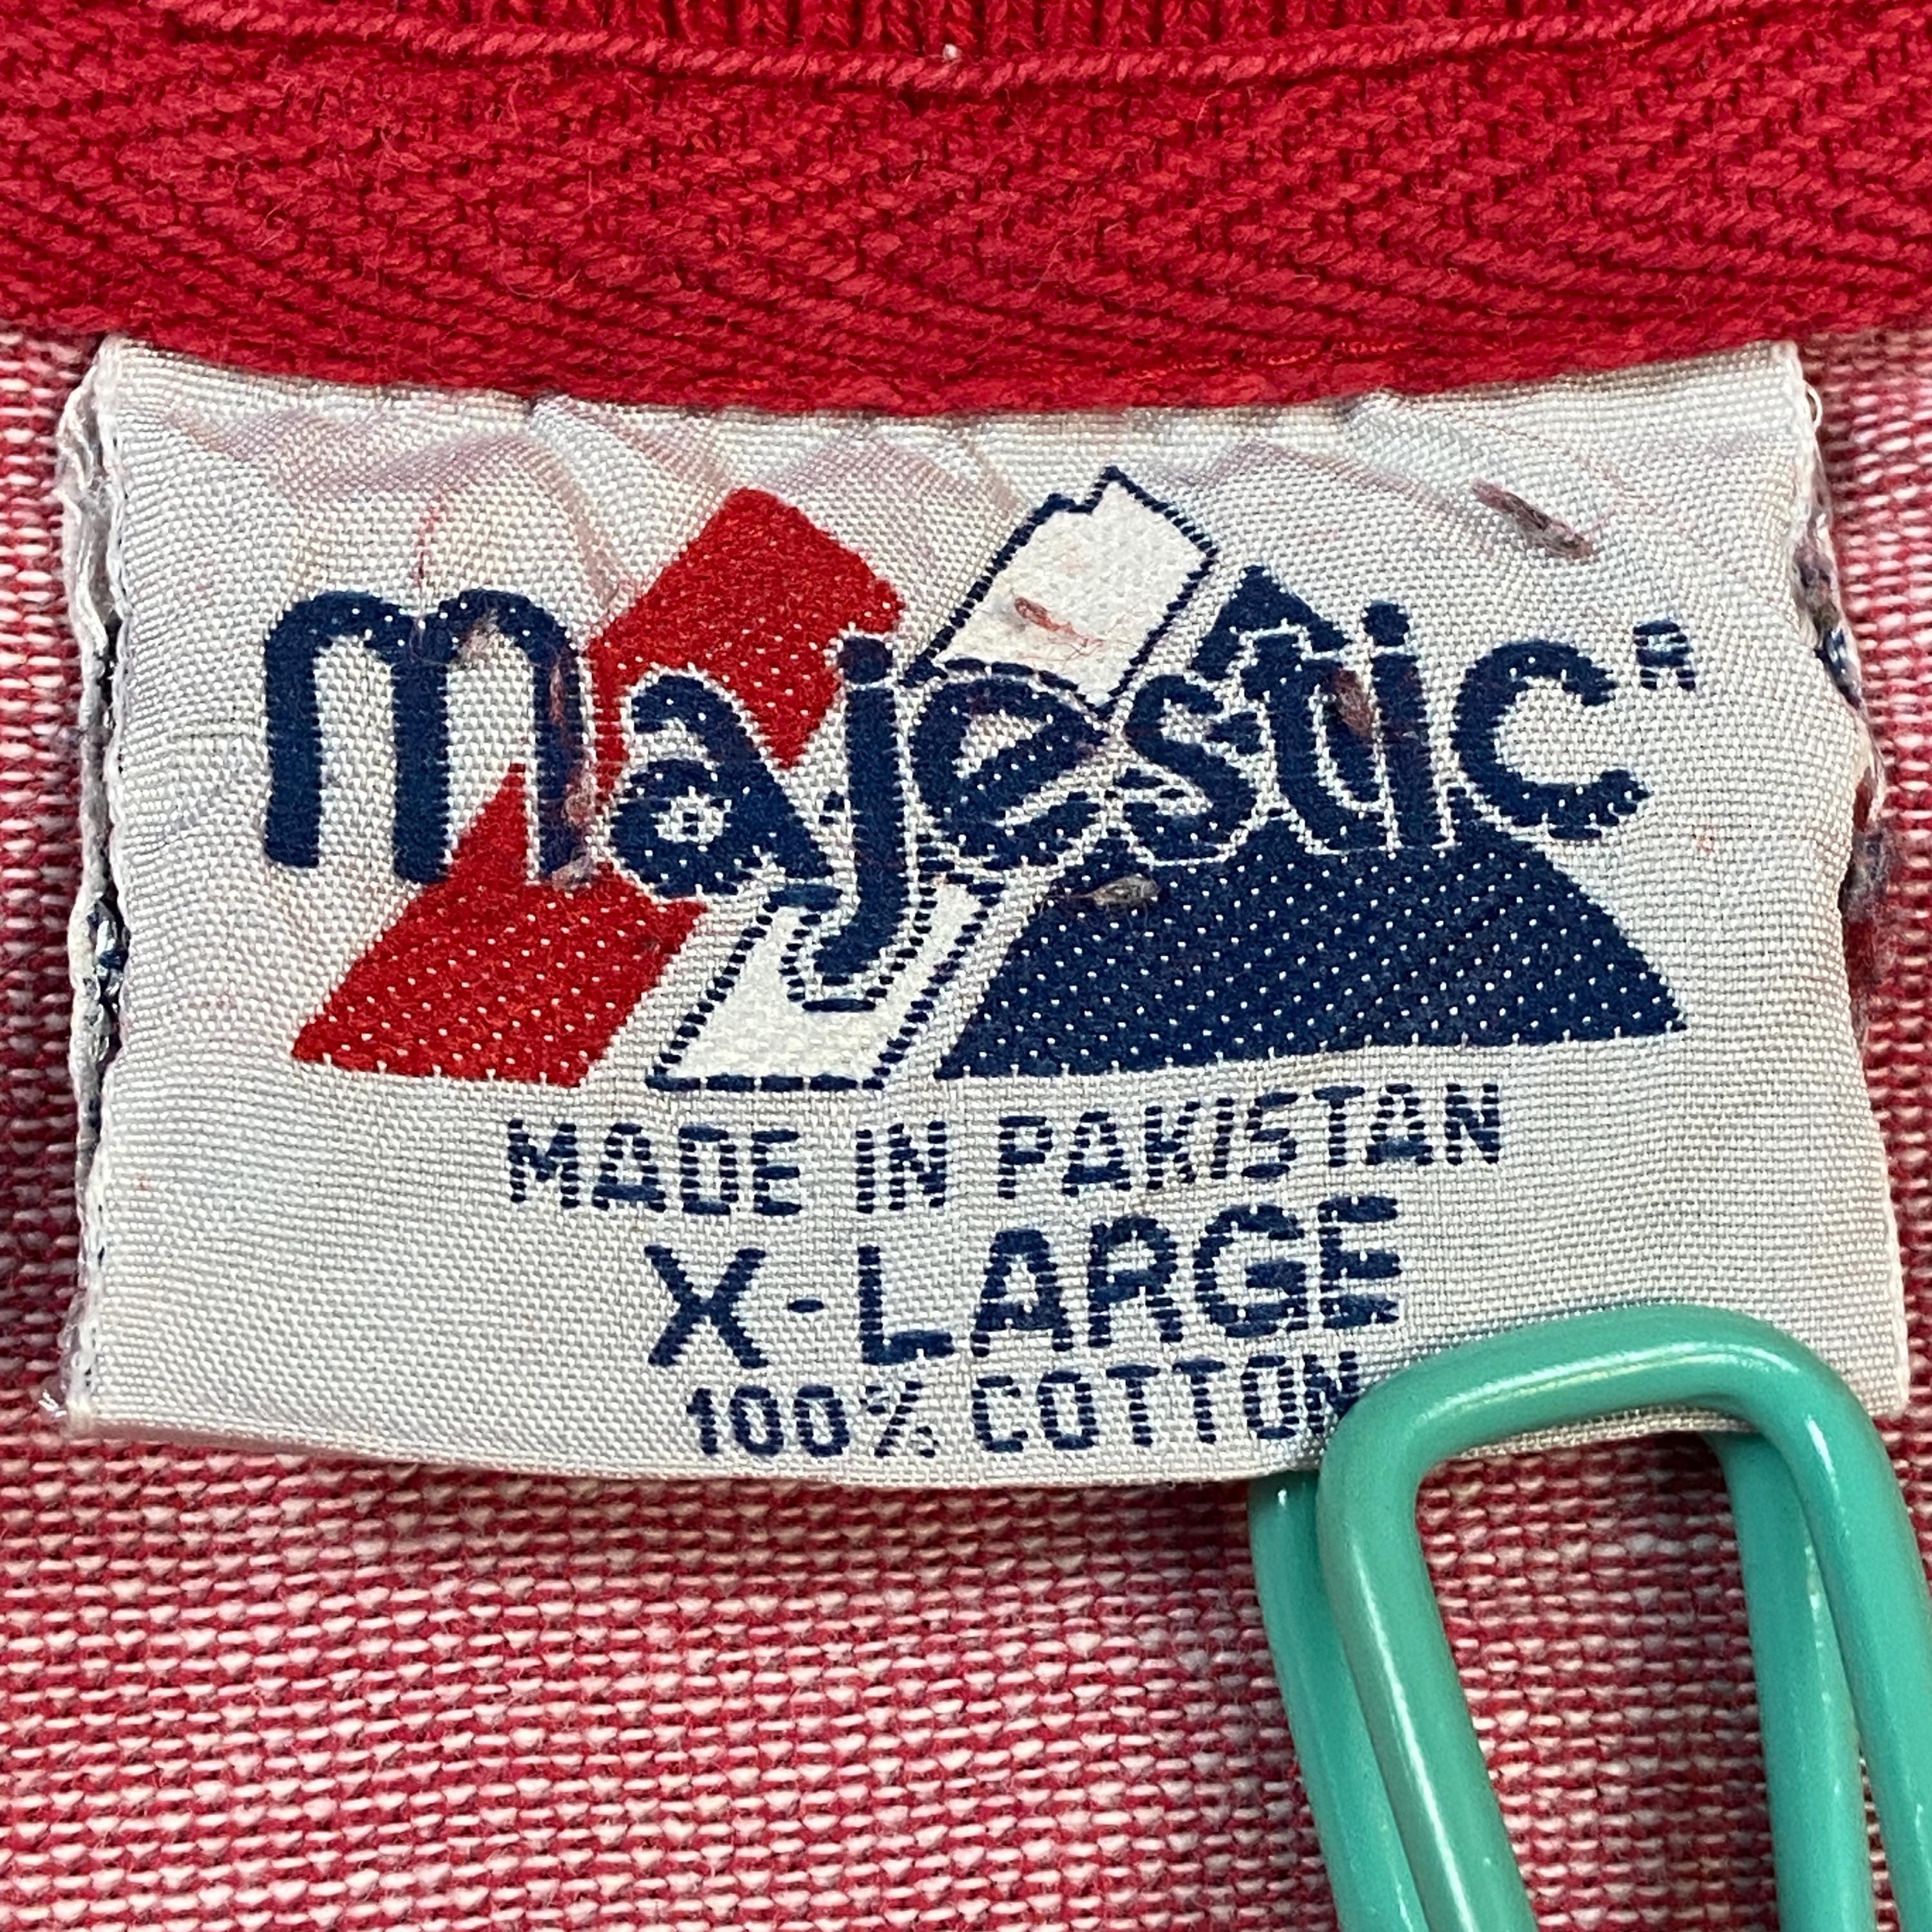 majestic®
MADE IN PAKISTAN
X-LARGE
100% COTTON